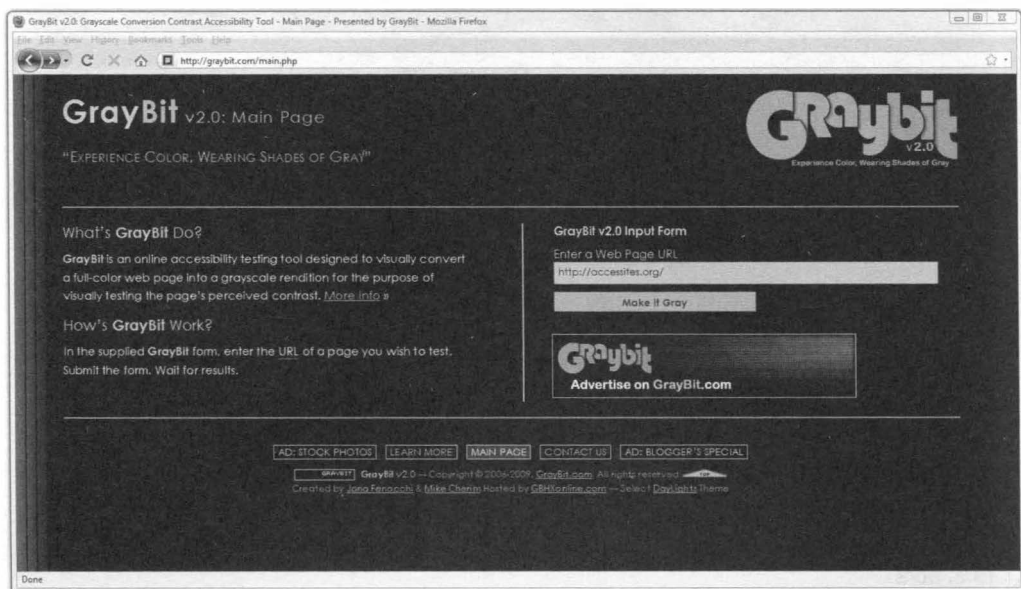 GrayBit v2.0: Grayscale Conversion Contrast Accessibility Tool - Main Page - Presented by GrayBit - Mozilla Firefox
File Edit View History Bookmarks Tools Help
http://graybit.com/main.php
GrayBit v2.0: Main Page
"EXPERIENCE COLOR, WEARING SHADES OF GRAY"
GRaybit
v2.0
Experience Color, Wearing Shades of Gray
What's GrayBit Do?
GrayBit is an online accessibility testing tool designed to visually convert
a full-color web page into a grayscale rendition for the purpose of
visually testing the page's perceived contrast. More info »
How's GrayBit Work?
In the supplied GrayBit form, enter the URL of a page you wish to test.
Submit the form. Wait for results.
GrayBit v2.0 Input Form
Enter a Web Page URL
http://accessites.org/
Make it Gray
GRaybit
Advertise on GrayBit.com
AD: STOCK PHOTOS LEARN MORE MAIN PAGE CONTACT US AD: BLOGGER'S SPECIAL
GRAYBIT GrayBit v2.0 — Copyright © 2006-2009, GrayBit.com. All rights reserved TOP
Created by Jona Fenocchi & Mike Cherim Hosted by GBHXonline.com — Select DayLights Theme
Done